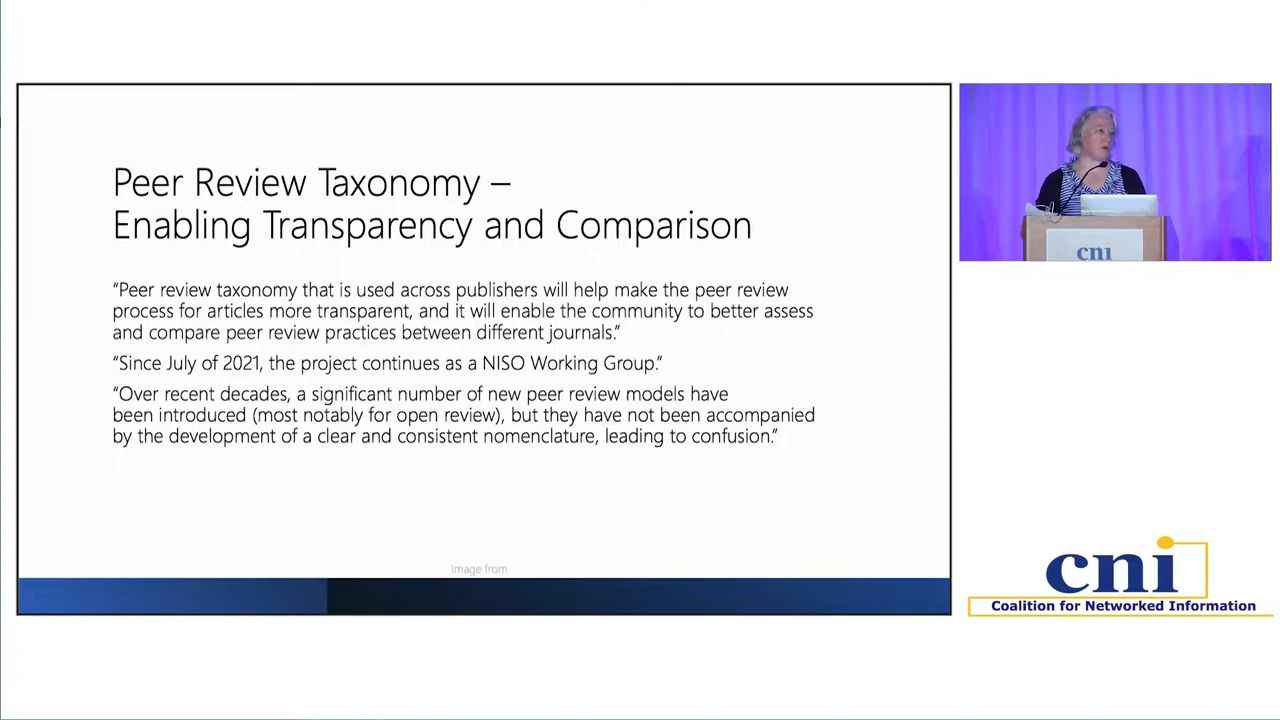 Peer Review Taxonomy –
Enabling Transparency and Comparison
“Peer review taxonomy that is used across publishers will help make the peer review
process for articles more transparent, and it will enable the community to better assess
and compare peer review practices between different journals.”
“Since July of 2021, the project continues as a NISO Working Group.”
“Over recent decades, a significant number of new peer review models have
been introduced (most notably for open review), but they have not been accompanied
by the development of a clear and consistent nomenclature, leading to confusion.”
Image from
cni
cni
Coalition for Networked Information